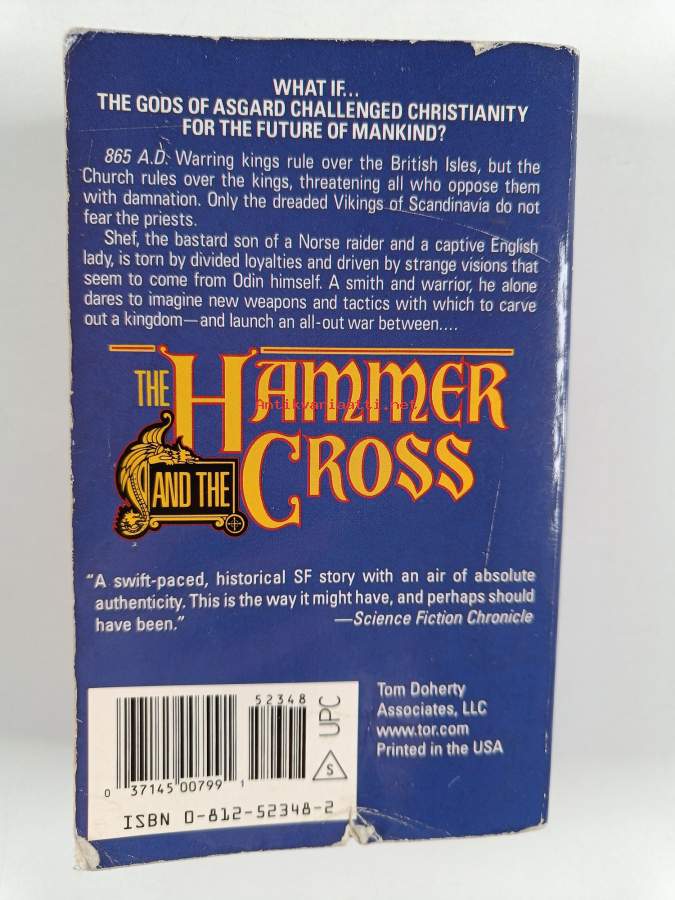 WHAT IF...
THE GODS OF ASGARD CHALLENGED CHRISTIANITY
FOR THE FUTURE OF MANKIND?
865 A.D. Warring kings rule over the British Isles, but the
Church rules over the kings, threatening all who oppose them
with damnation. Only the dreaded Vikings of Scandinavia do not
fear the priests.
Shef, the bastard son of a Norse raider and a captive English
lady, is torn by divided loyalties and driven by strange visions that
seem to come from Odin himself. A smith and warrior, he alone
dares to imagine new weapons and tactics with which to carve
out a kingdom—and launch an all-out war between....
THE HAMMER
Antikvariaatti.net
AND THE CROSS
"A swift-paced, historical SF story with an air of absolute
authenticity. This is the way it might have, and perhaps should
have been."
—Science Fiction Chronicle
52348
UPC
S
0 37145 00799 1
ISBN 0-812-52348-2
Tom Doherty
Associates, LLC
www.tor.com
Printed in the USA